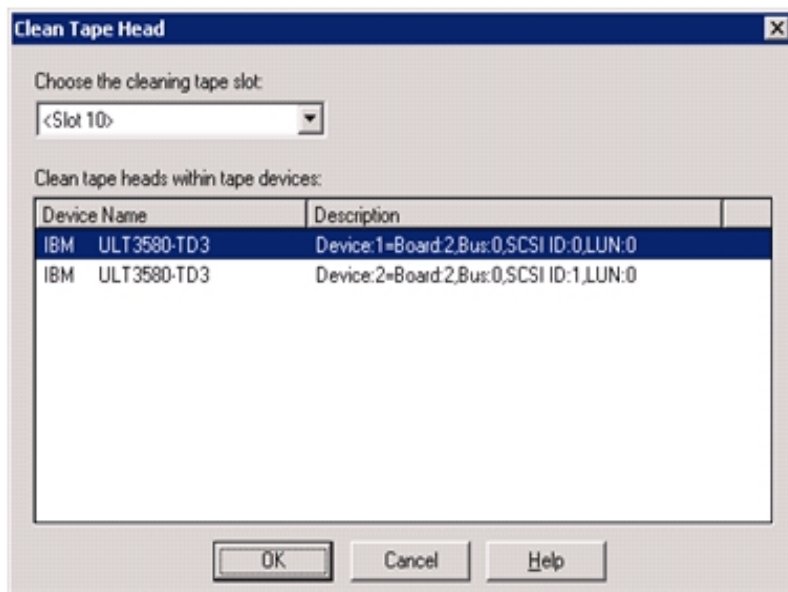 Clean Tape Head
Choose the cleaning tape slot:
<Slot 10>
Clean tape heads within tape devices:
Device Name Description
IBM ULT3580-TD3 Device:1=Board:2,Bus:0,SCSI ID:0,LUN:0
IBM ULT3580-TD3 Device:2=Board:2,Bus:0,SCSI ID:1,LUN:0
OK Cancel Help